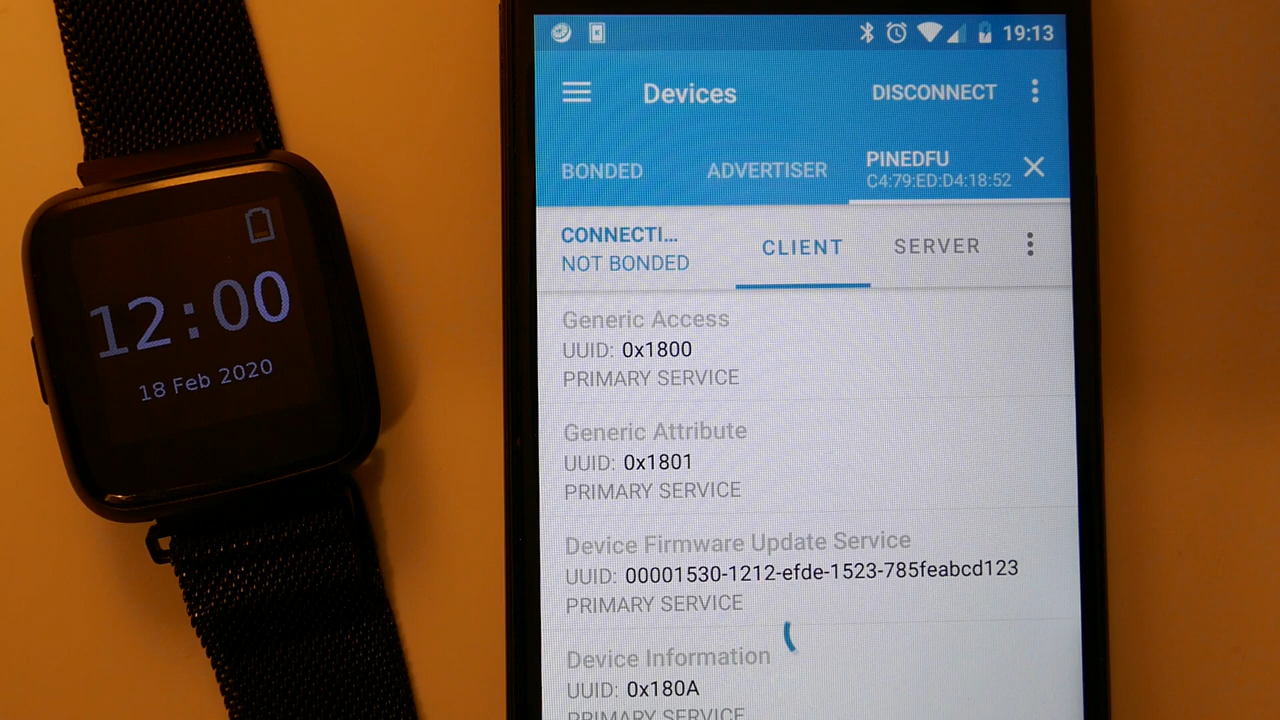 12:00
18 Feb 2020
19:13
Devices
DISCONNECT
BONDED
ADVERTISER
PINEDFU
C4:79:ED:D4:18:52
CONNECTI...
NOT BONDED
CLIENT
SERVER
Generic Access
UUID: 0x1800
PRIMARY SERVICE
Generic Attribute
UUID: 0x1801
PRIMARY SERVICE
Device Firmware Update Service
UUID: 00001530-1212-efde-1523-785feabcd123
PRIMARY SERVICE
Device Information
UUID: 0x180A
PRIMARY SERVICE